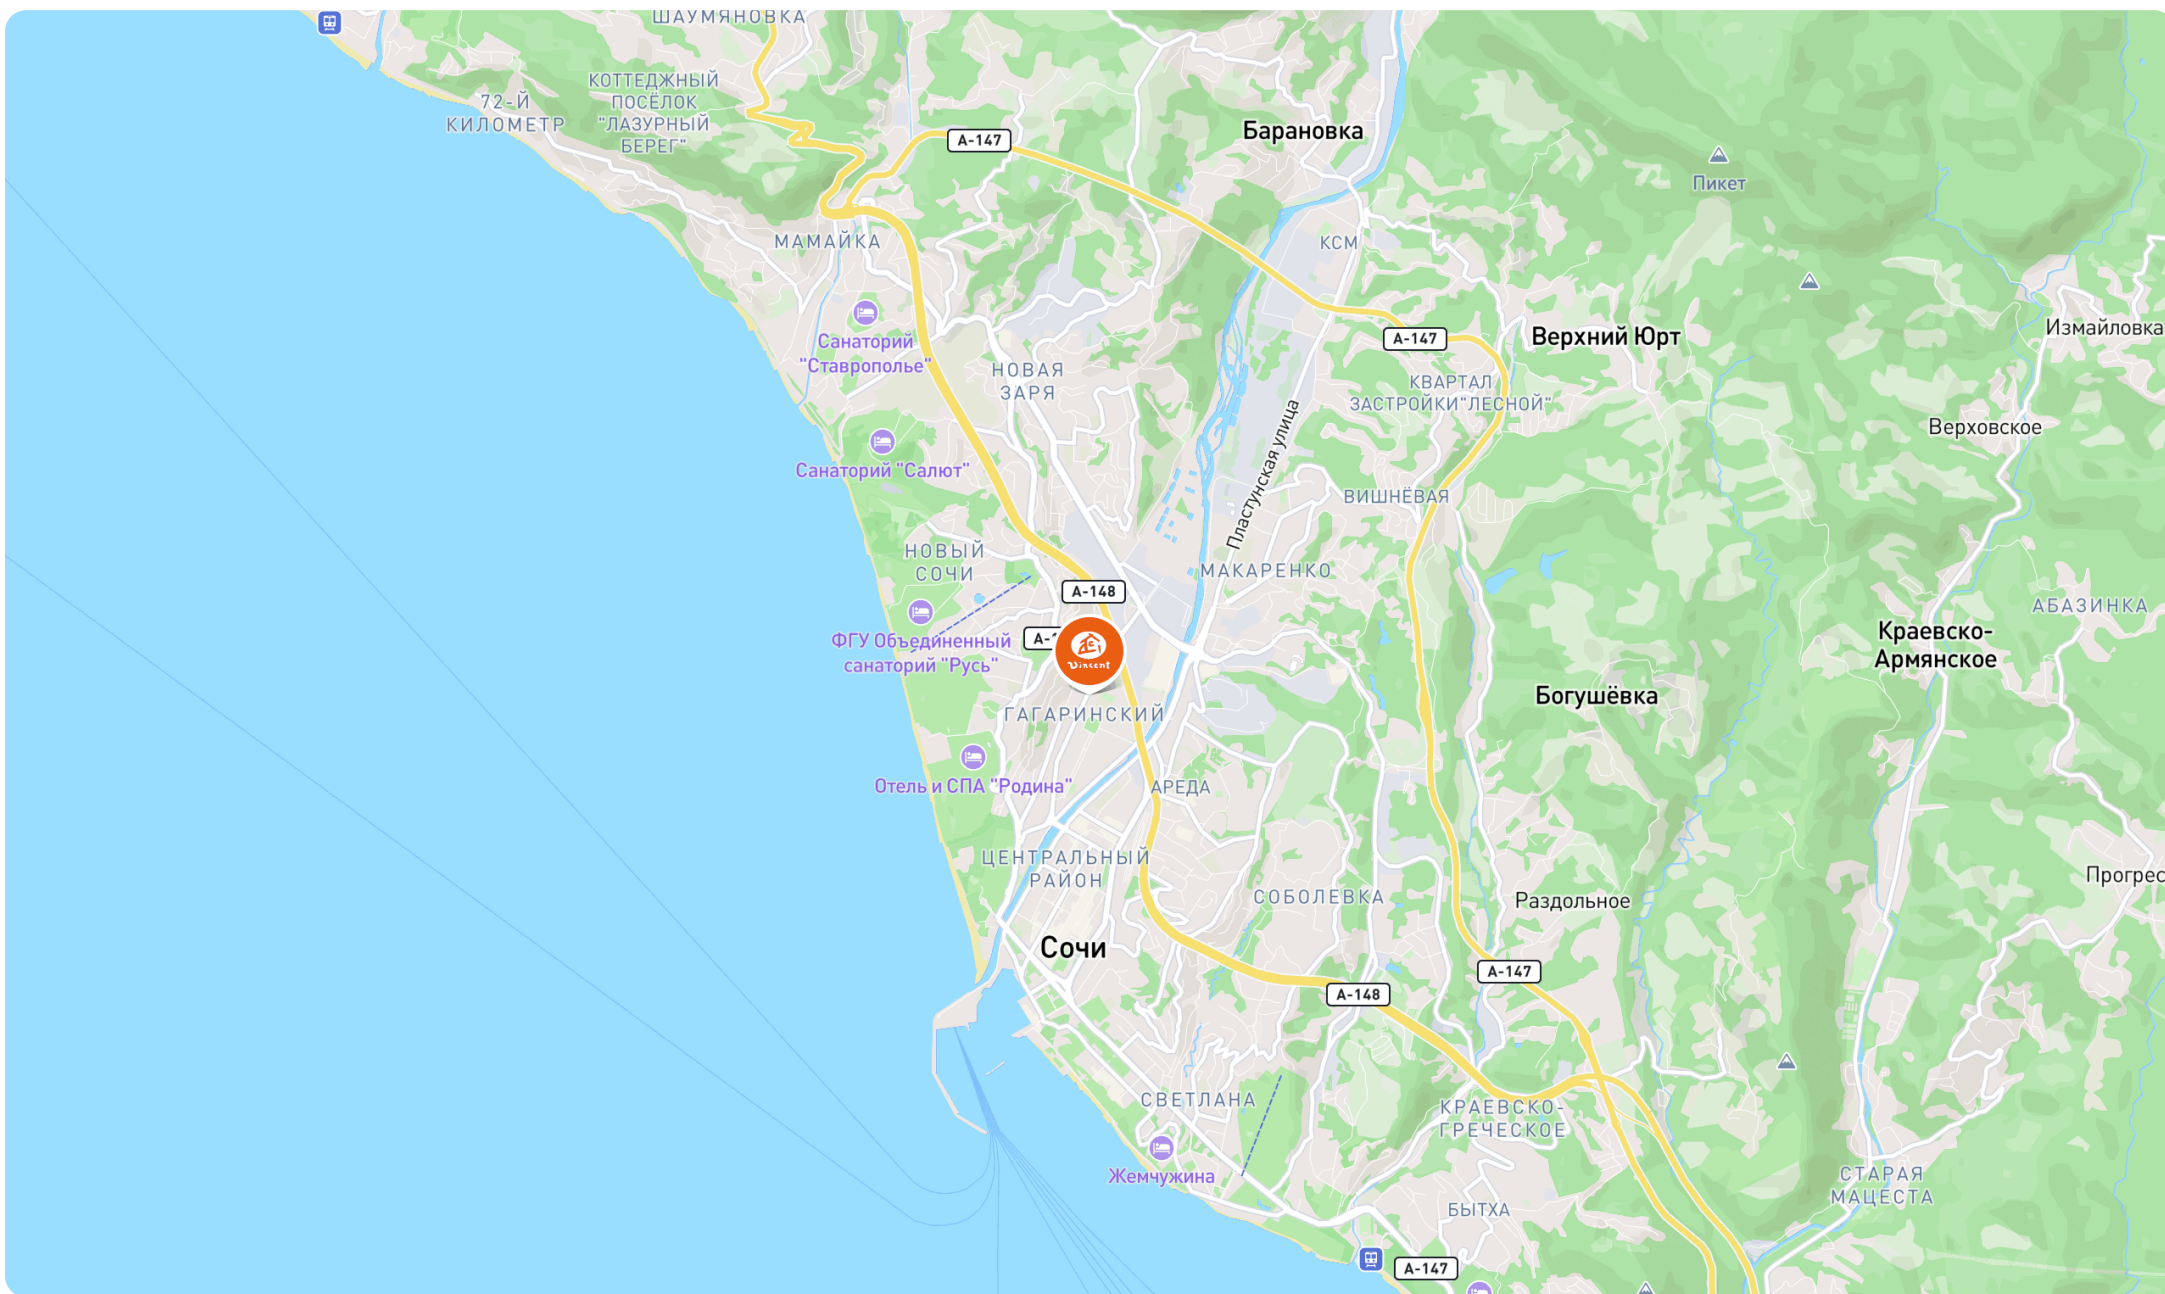 ШАУМЯНОВКА
КОТТЕДЖНЫЙ
ПОСЁЛОК
"ЛАЗУРНЫЙ
БЕРЕГ"
72-Й
КИЛОМЕТР
А-147
Барановка
Пикет
МАМАЙКА
КСМ
Санаторий
"Ставрополье"
НОВАЯ
ЗАРЯ
А-147
Верхний Юрт
Измайловка
КВАРТАЛ
ЗАСТРОЙКИ"ЛЕСНОЙ"
Верховское
Санаторий "Салют"
Пластунская улица
ВИШНЁВАЯ
НОВЫЙ
СОЧИ
МАКАРЕНКО
А-148
АБАЗИНКА
ФГУ Объединенный
санаторий "Русь"
А-1
Vincent
Краевско-
Армянское
Богушёвка
ГАГАРИНСКИЙ
Отель и СПА "Родина"
АРЕДА
ЦЕНТРАЛЬНЫЙ
РАЙОН
СОБОЛЕВКА
Раздольное
Прогрес
Сочи
А-147
А-148
СВЕТЛАНА
КРАЕВСКО-
ГРЕЧЕСКОЕ
Жемчужина
СТАРАЯ
МАЦЕСТА
БЫТХА
А-147